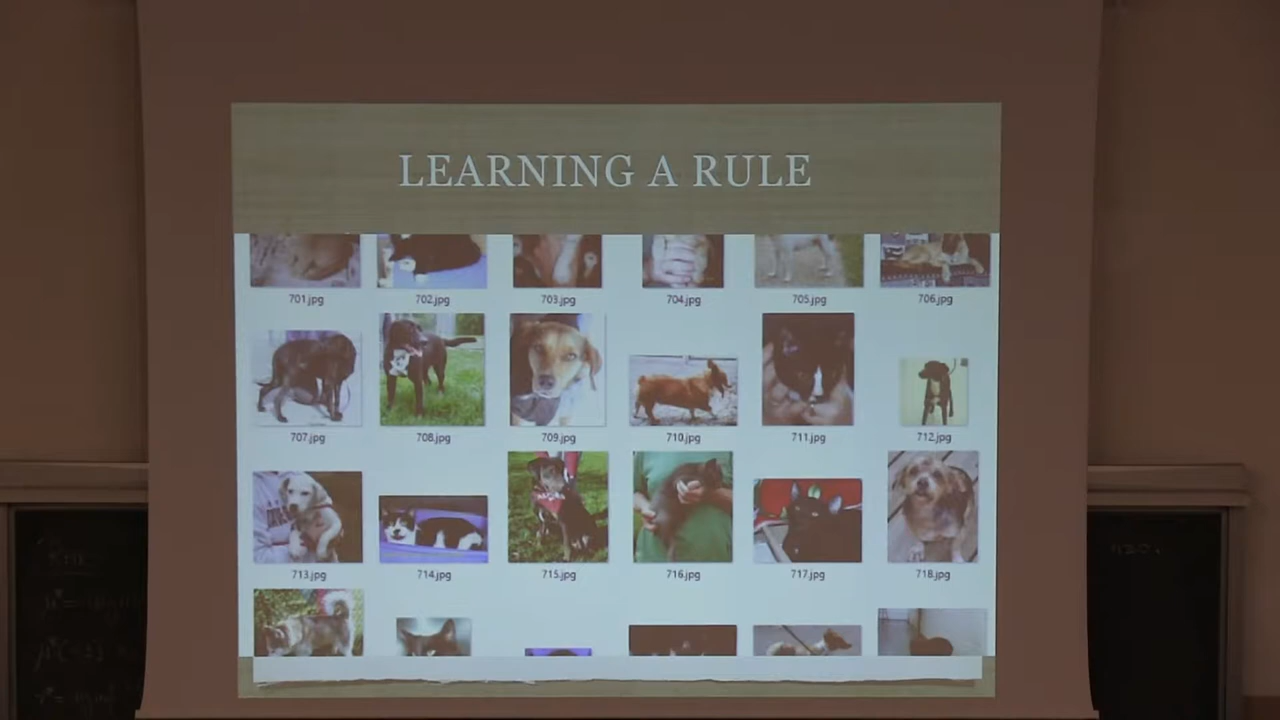 LEARNING A RULE
701.jpg 702.jpg 703.jpg 704.jpg 705.jpg 706.jpg
707.jpg 708.jpg 709.jpg 710.jpg 711.jpg 712.jpg
713.jpg 714.jpg 715.jpg 716.jpg 717.jpg 718.jpg